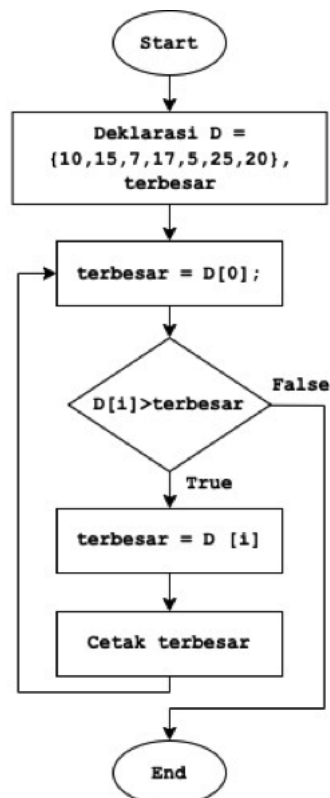 Start
Deklarasi D =
{10,15,7,17,5,25,20},
terbesar
terbesar = D[0];
D[i]>terbesar
False
True
terbesar = D [i]
Cetak terbesar
End